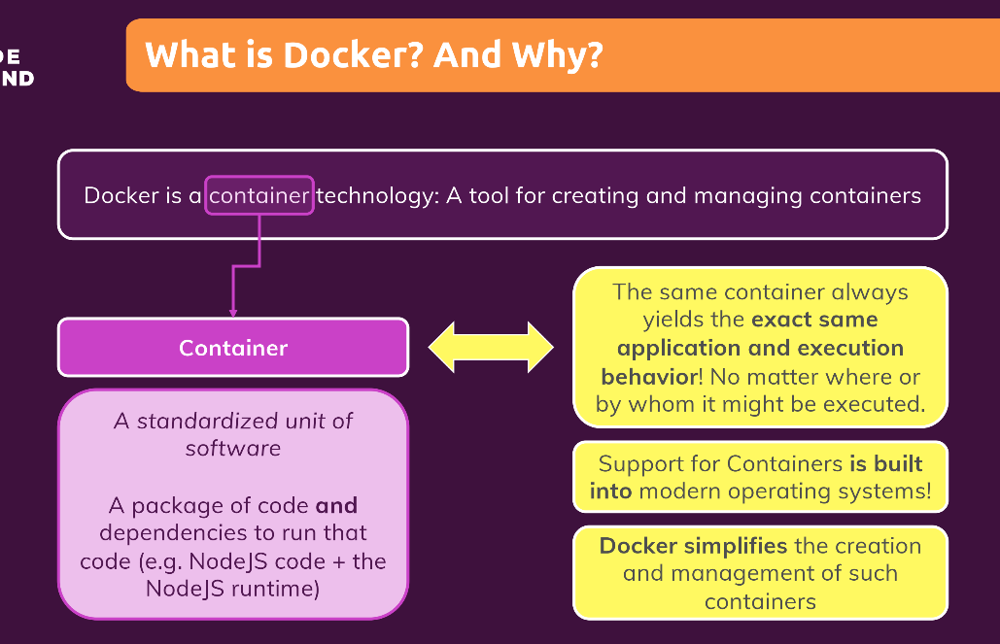 DE
ND
What is Docker? And Why?
Docker is a container technology: A tool for creating and managing containers
Container
A standardized unit of
software
A package of code and
dependencies to run that
code (e.g. NodeJS code + the
NodeJS runtime)
The same container always
yields the exact same
application and execution
behavior! No matter where or
by whom it might be executed.
Support for Containers is built
into modern operating systems!
Docker simplifies the creation
and management of such
containers